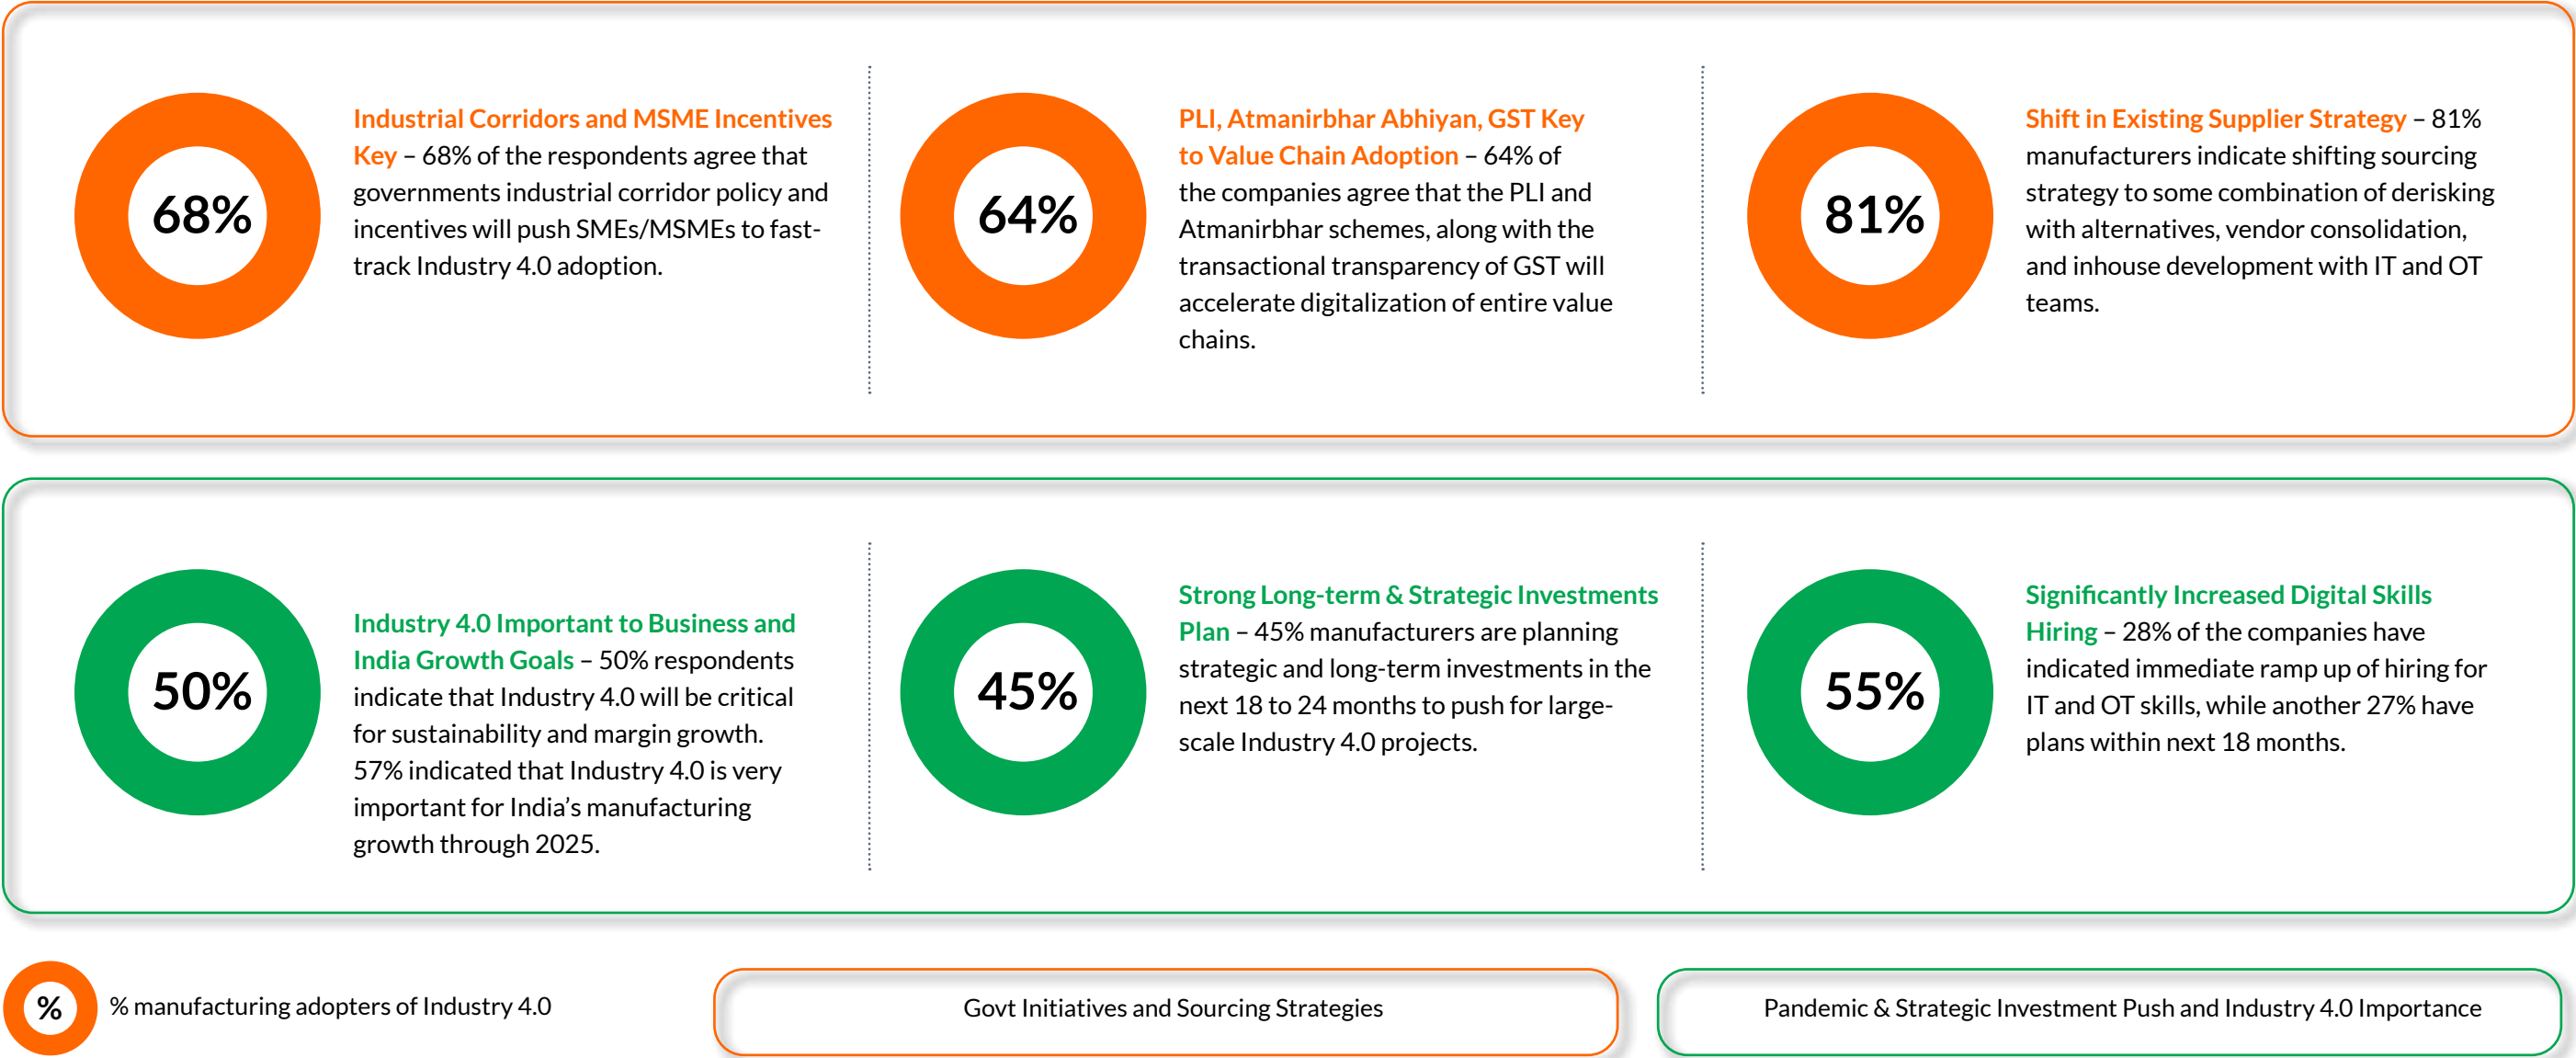 68%
Industrial Corridors and MSME Incentives
Key – 68% of the respondents agree that
governments industrial corridor policy and
incentives will push SMEs/MSMEs to fast-
track Industry 4.0 adoption.
64%
PLI, Atmanirbhar Abhiyan, GST Key
to Value Chain Adoption – 64% of
the companies agree that the PLI and
Atmanirbhar schemes, along with the
transactional transparency of GST will
accelerate digitalization of entire value
chains.
81%
Shift in Existing Supplier Strategy – 81%
manufacturers indicate shifting sourcing
strategy to some combination of derisking
with alternatives, vendor consolidation,
and inhouse development with IT and OT
teams.
50%
Industry 4.0 Important to Business and
India Growth Goals – 50% respondents
indicate that Industry 4.0 will be critical
for sustainability and margin growth.
57% indicated that Industry 4.0 is very
important for India’s manufacturing
growth through 2025.
45%
Strong Long-term & Strategic Investments
Plan – 45% manufacturers are planning
strategic and long-term investments in the
next 18 to 24 months to push for large-
scale Industry 4.0 projects.
55%
Significantly Increased Digital Skills
Hiring – 28% of the companies have
indicated immediate ramp up of hiring for
IT and OT skills, while another 27% have
plans within next 18 months.
%
% manufacturing adopters of Industry 4.0
Govt Initiatives and Sourcing Strategies
Pandemic & Strategic Investment Push and Industry 4.0 Importance